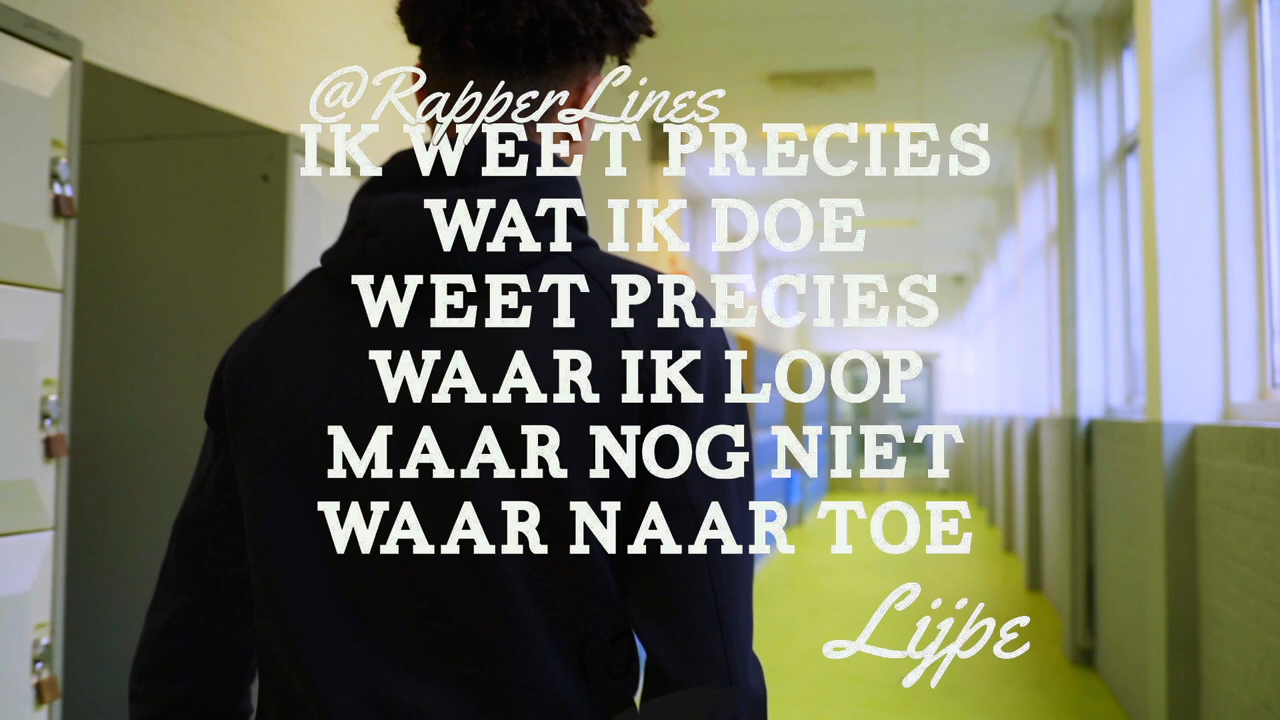 @RapperLines
IK WEET PRECIES
WAT IK DOE
WEET PRECIES
WAAR IK LOOP
MAAR NOG NIET
WAAR NAAR TOE
Lijpe